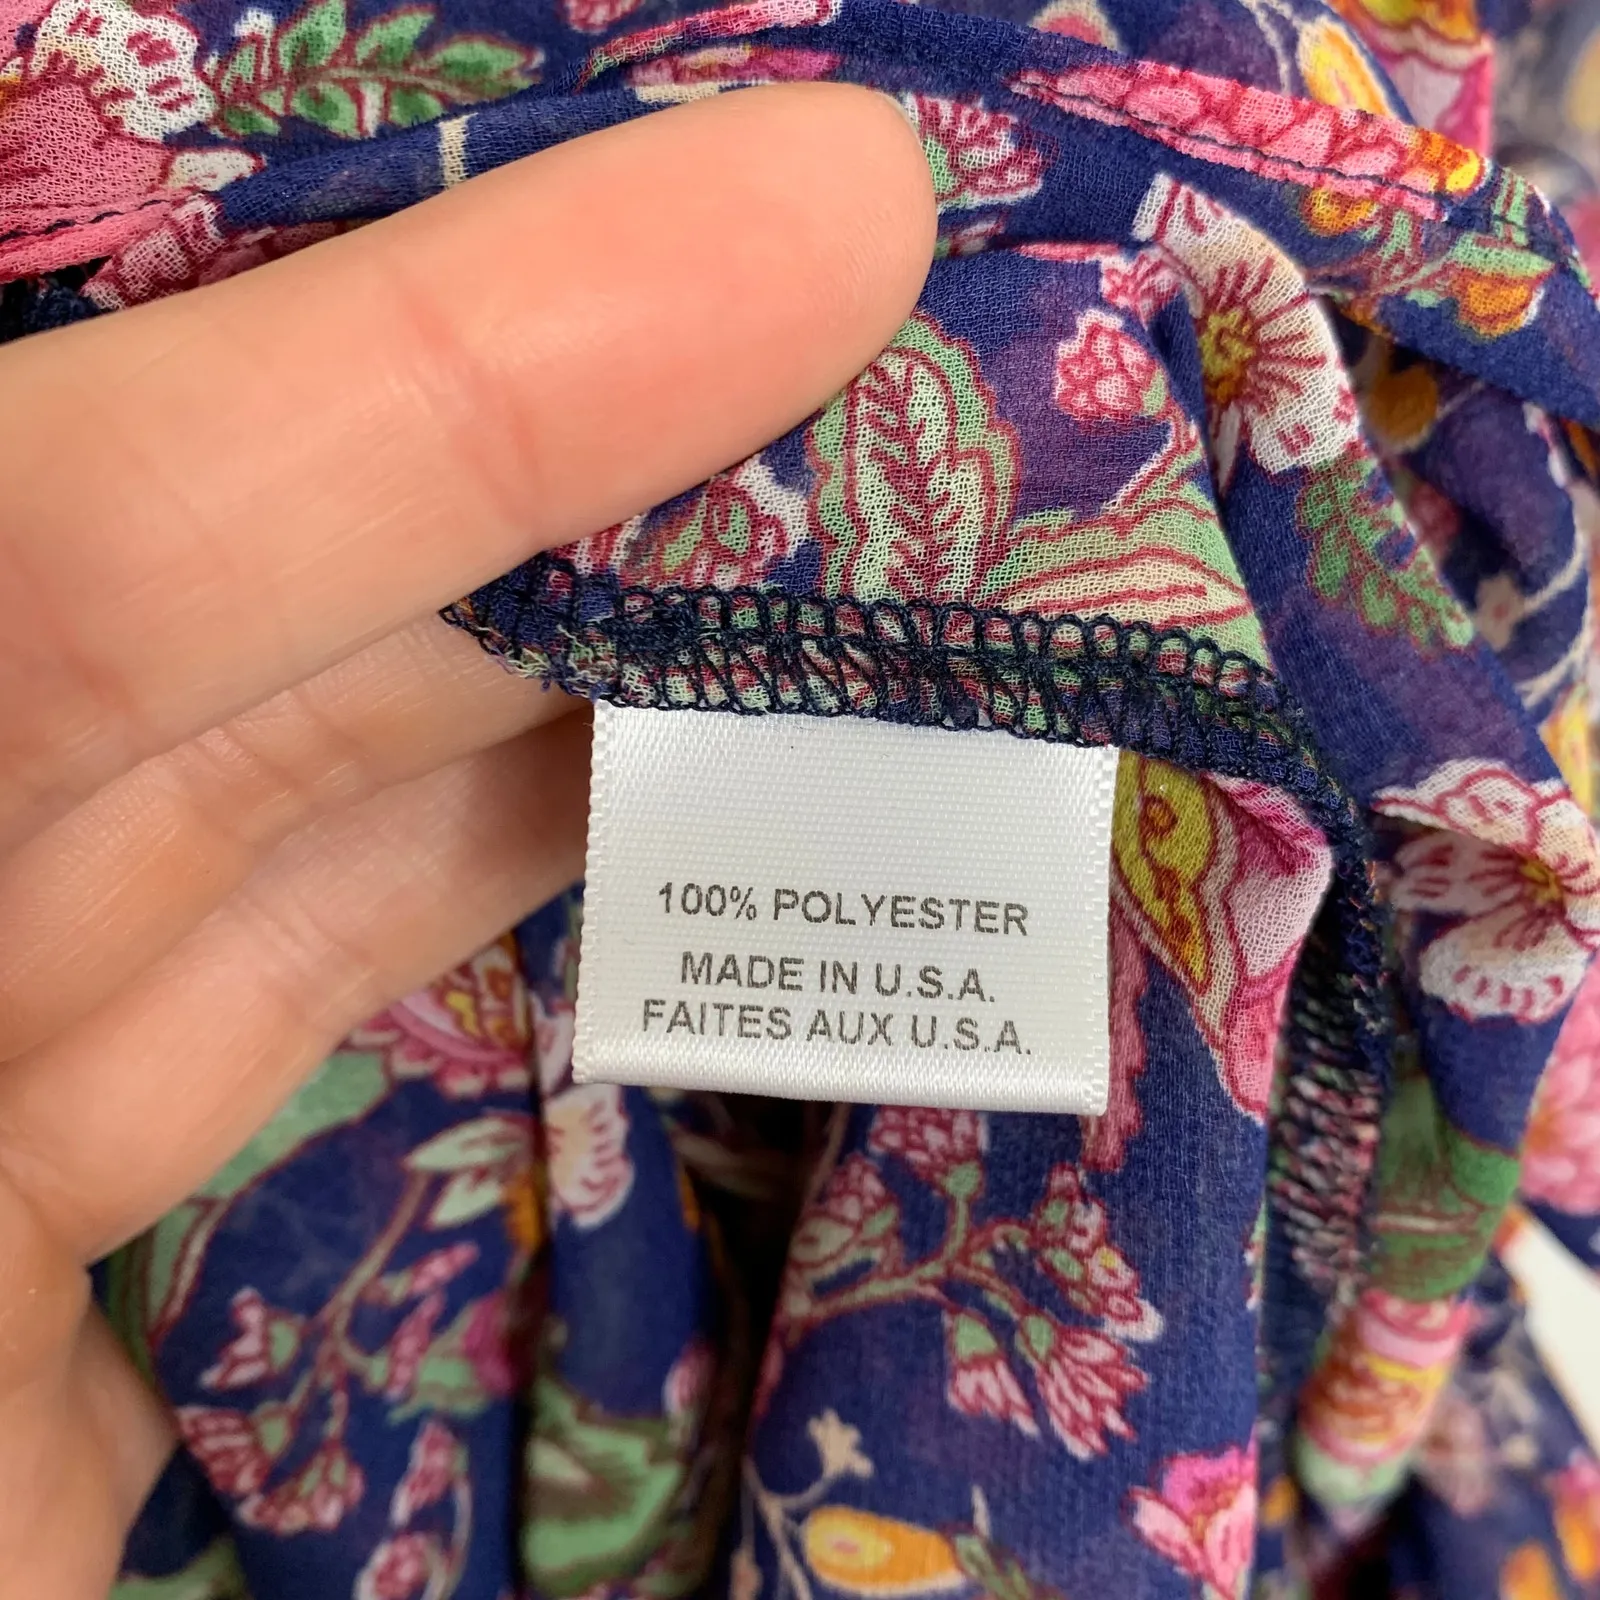 100% POLYESTER
MADE IN U.S.A.
FAITES AUX U.S.A.